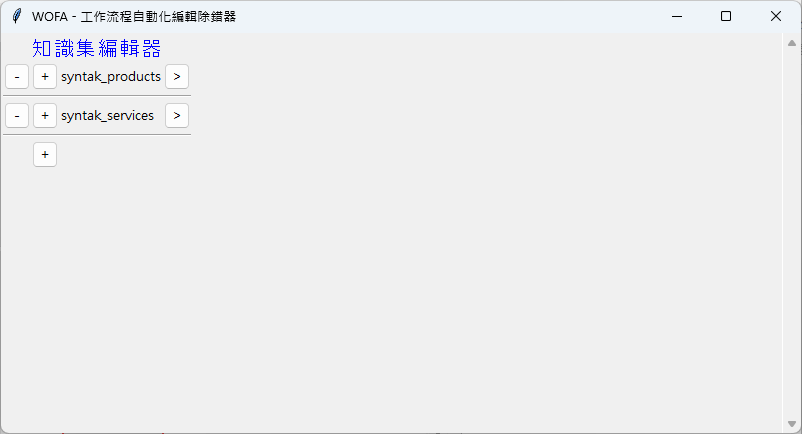 WOFA - 工作流程自動化編輯除錯器
知識集編輯器
- + syntak_products >
- + syntak_services >
+